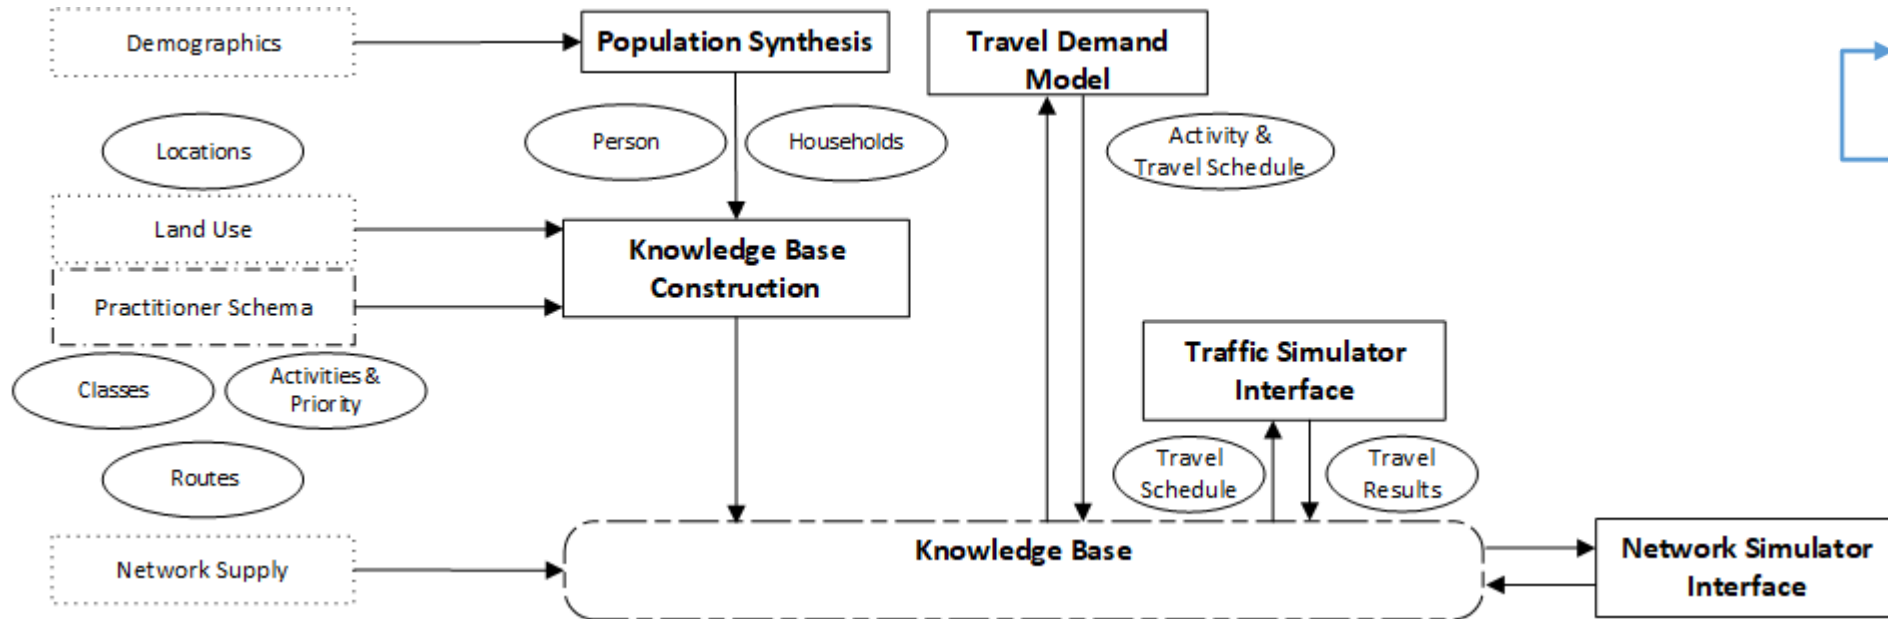 Demographics
Population Synthesis
Travel Demand
Model
Locations
Person
Households
Activity &
Travel Schedule
Land Use
Knowledge Base
Construction
Practitioner Schema
Classes
Activities &
Priority
Traffic Simulator
Interface
Routes
Travel
Schedule
Travel
Results
Network Supply
Knowledge Base
Network Simulator
Interface